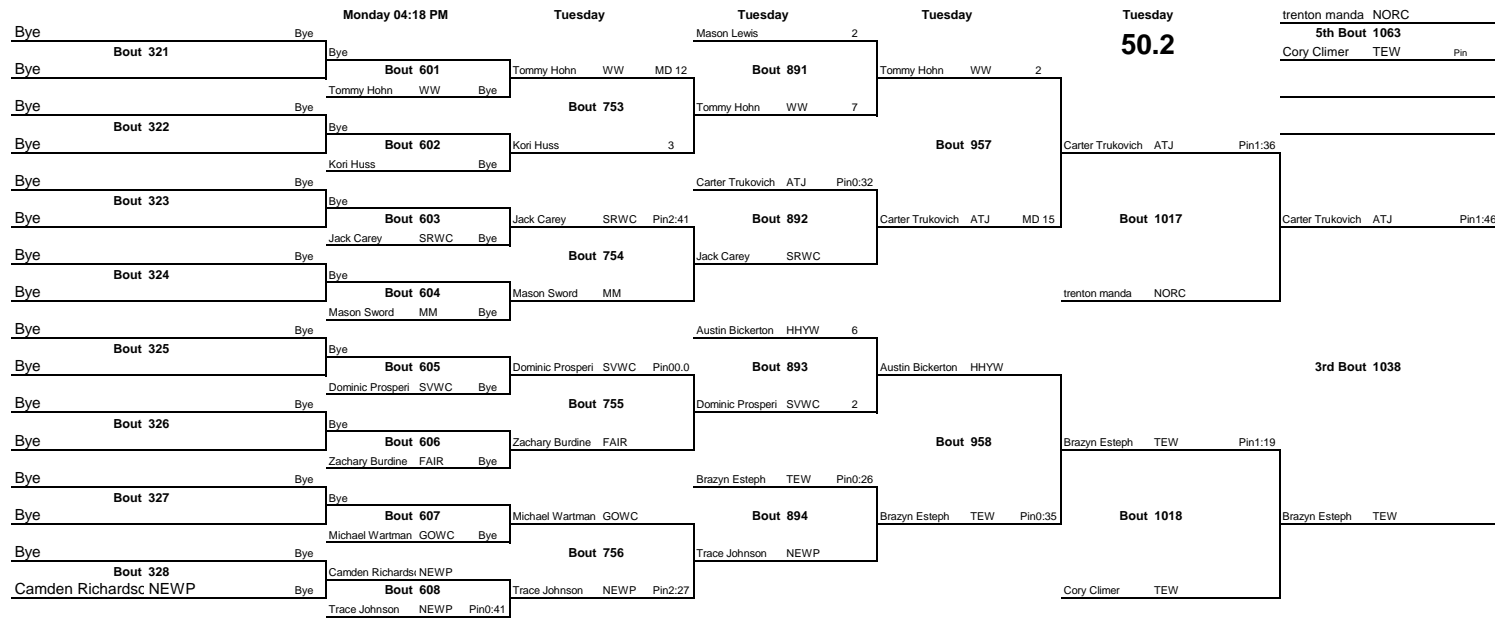 Monday 04:18 PM Tuesday Tuesday Tuesday Tuesday trenton manda NORC
Bye Bye Mason Lewis 2 5th Bout 1063
50.2
Bout 321 Bye Cory Climer TEW Pin
Bye Bout 601 Tommy Hohn WW MD 12 Bout 891 Tommy Hohn WW 2
Tommy Hohn WW Bye
Bye Bye Bout 753 Tommy Hohn WW 7
Bout 322 Bye
Bye Bout 602 Kori Huss 3 Bout 957 Carter Trukovich ATJ Pin1:36
Kori Huss Bye
Bye Bye Carter Trukovich ATJ Pin0:32
Bout 323 Bye
Bye Bout 603 Jack Carey SRWC Pin2:41 Bout 892 Carter Trukovich ATJ MD 15 Bout 1017 Carter Trukovich ATJ Pin1:46
Jack Carey SRWC Bye
Bye Bye Bout 754 Jack Carey SRWC
Bout 324 Bye
Bye Bout 604 Mason Sword MM trenton manda NORC
Mason Sword MM Bye
Bye Bye Austin Bickerton HHYW 6
Bout 325 Bye
Bye Bout 605 Dominic Prosperi SVWC Pin00.0 Bout 893 Austin Bickerton HHYW 3rd Bout 1038
Dominic Prosperi SVWC Bye
Bye Bye Bout 755 Dominic Prosperi SVWC 2
Bout 326 Bye
Bye Bout 606 Zachary Burdine FAIR Bout 958 Brazyn Esteph TEW Pin1:19
Zachary Burdine FAIR Bye
Bye Bye Brazyn Esteph TEW Pin0:26
Bout 327 Bye
Bye Bout 607 Michael Wartman GOWC Bout 894 Brazyn Esteph TEW Pin0:35 Bout 1018 Brazyn Esteph TEW
Michael Wartman GOWC Bye
Bye Bye Bout 756 Trace Johnson NEWP
Bout 328 Camden Richards NEWP
Camden Richardsc NEWP Bye Bout 608 Trace Johnson NEWP Pin2:27 Cory Climer TEW
Trace Johnson NEWP Pin0:41